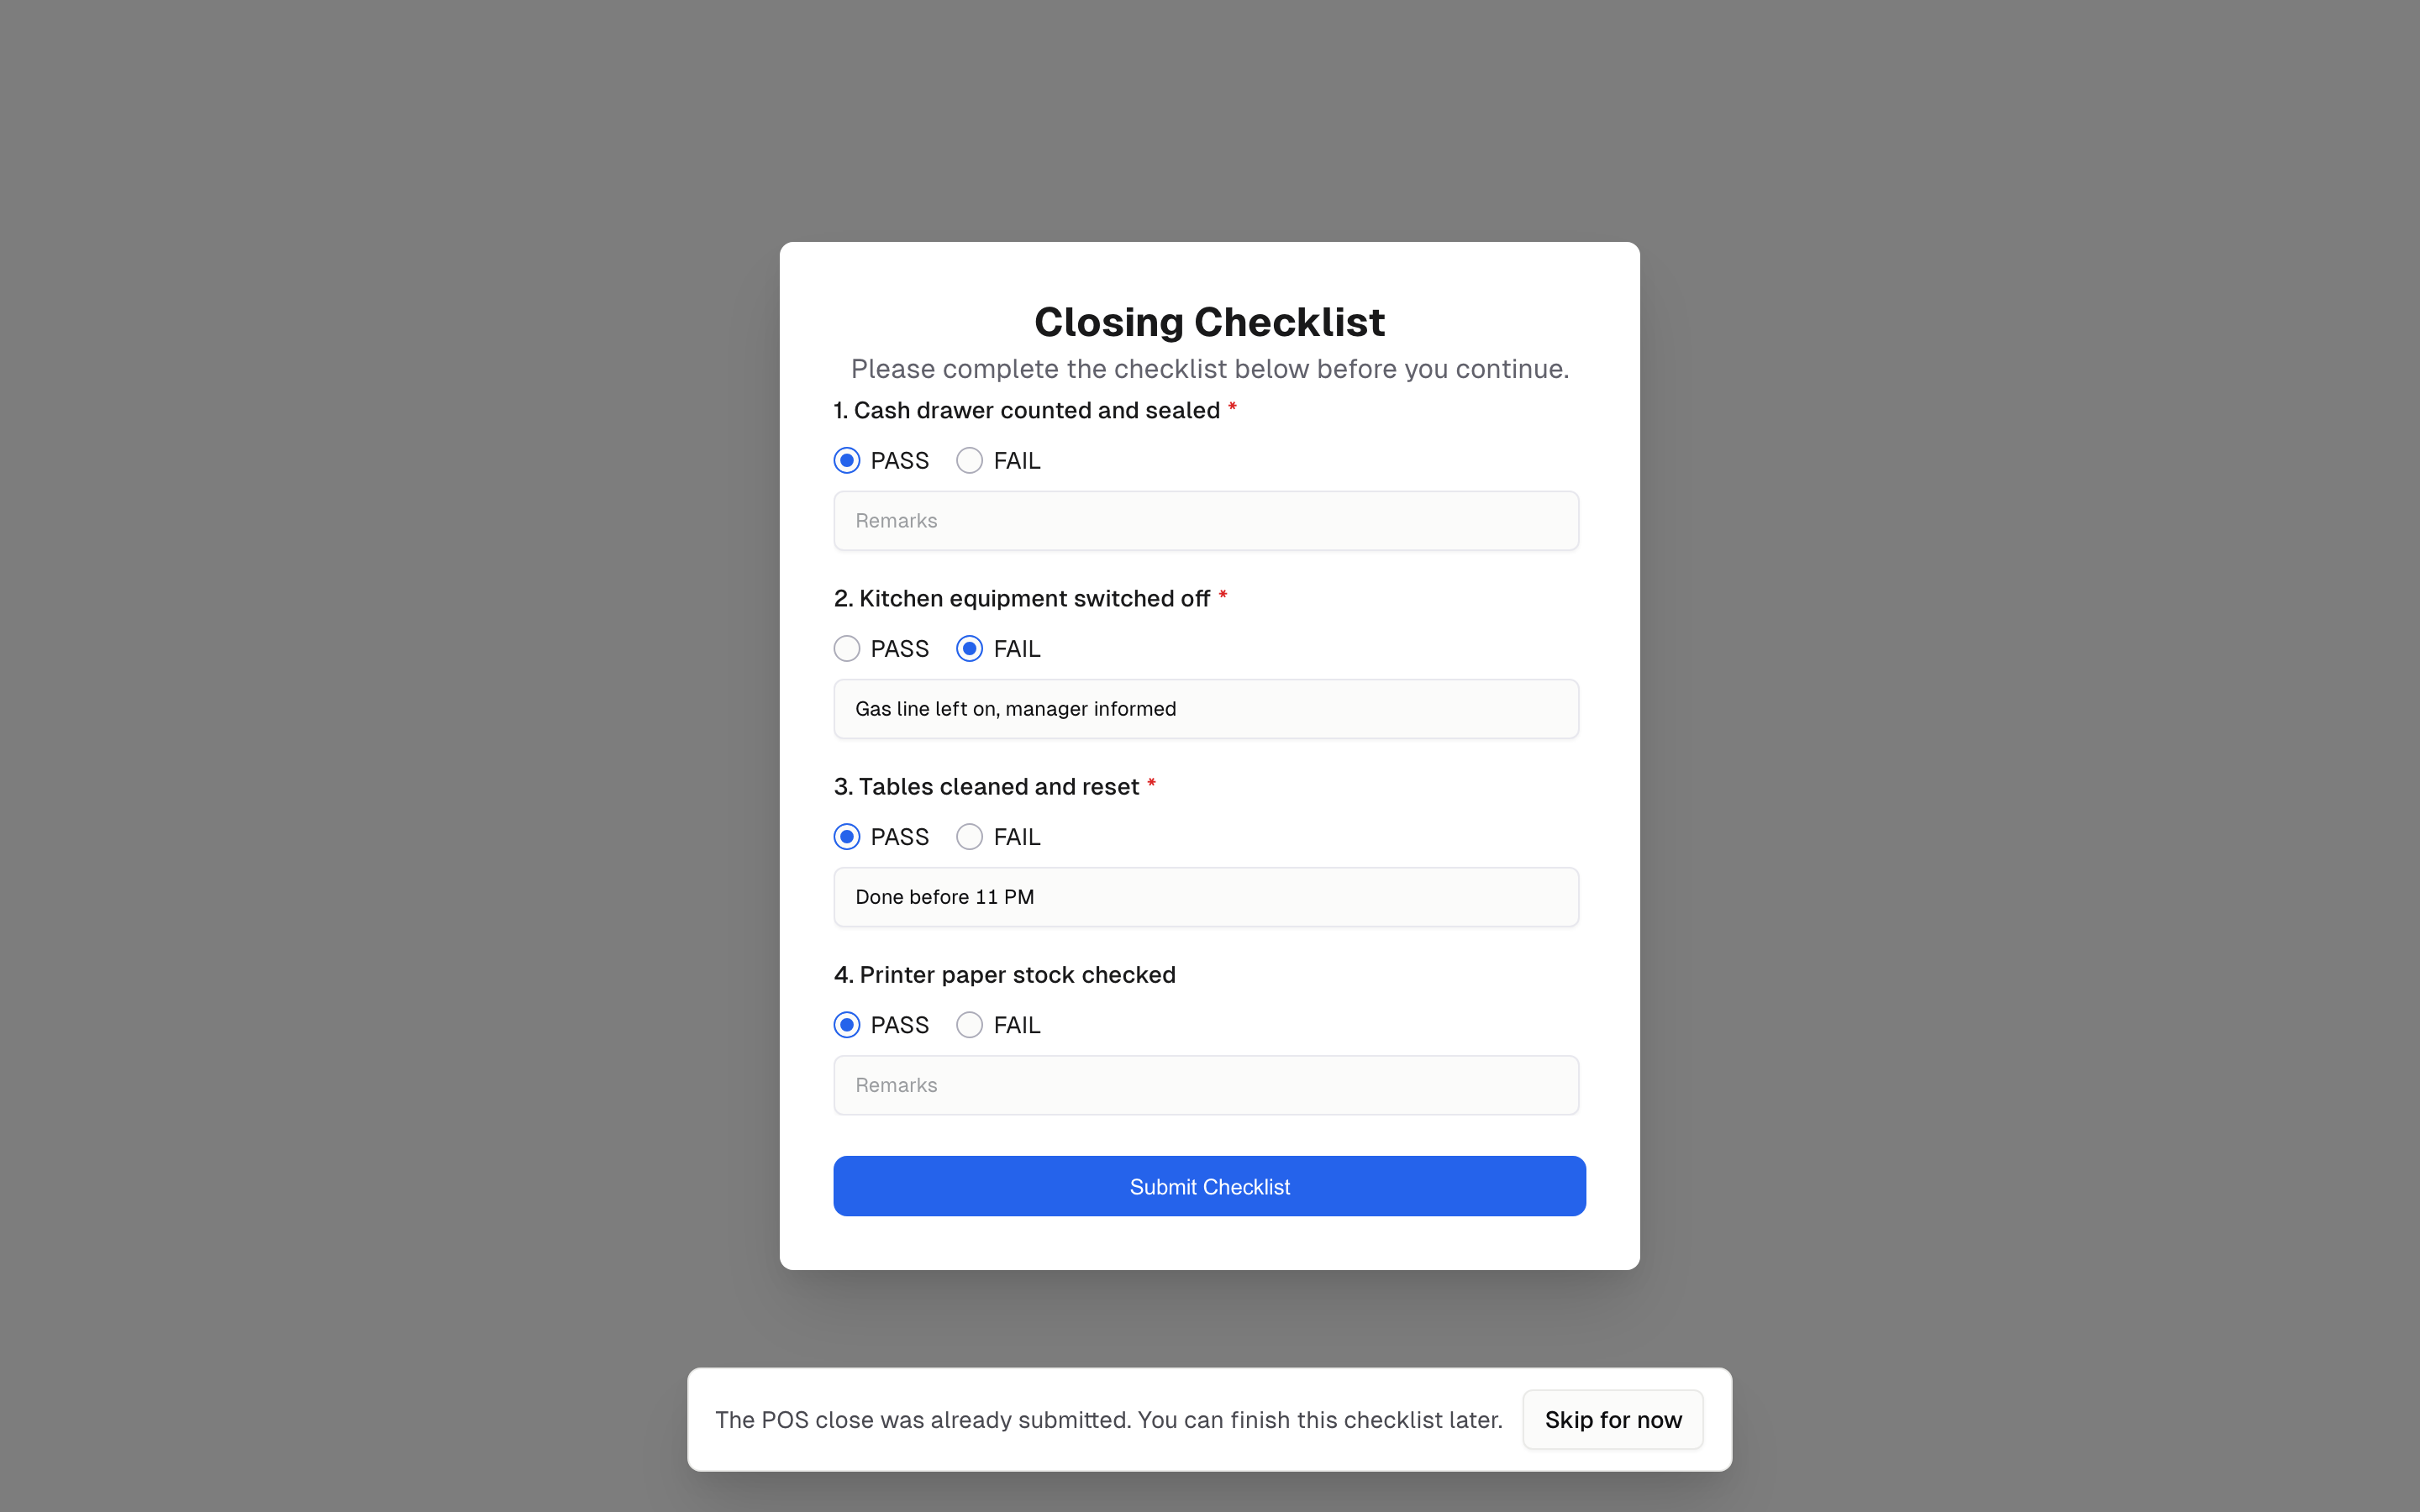 Closing Checklist
Please complete the checklist below before you continue.
1. Cash drawer counted and sealed *
PASS FAIL
Remarks
2. Kitchen equipment switched off *
PASS FAIL
Gas line left on, manager informed
3. Tables cleaned and reset *
PASS FAIL
Done before 11 PM
4. Printer paper stock checked
PASS FAIL
Remarks
Submit Checklist
The POS close was already submitted. You can finish this checklist later. Skip for now